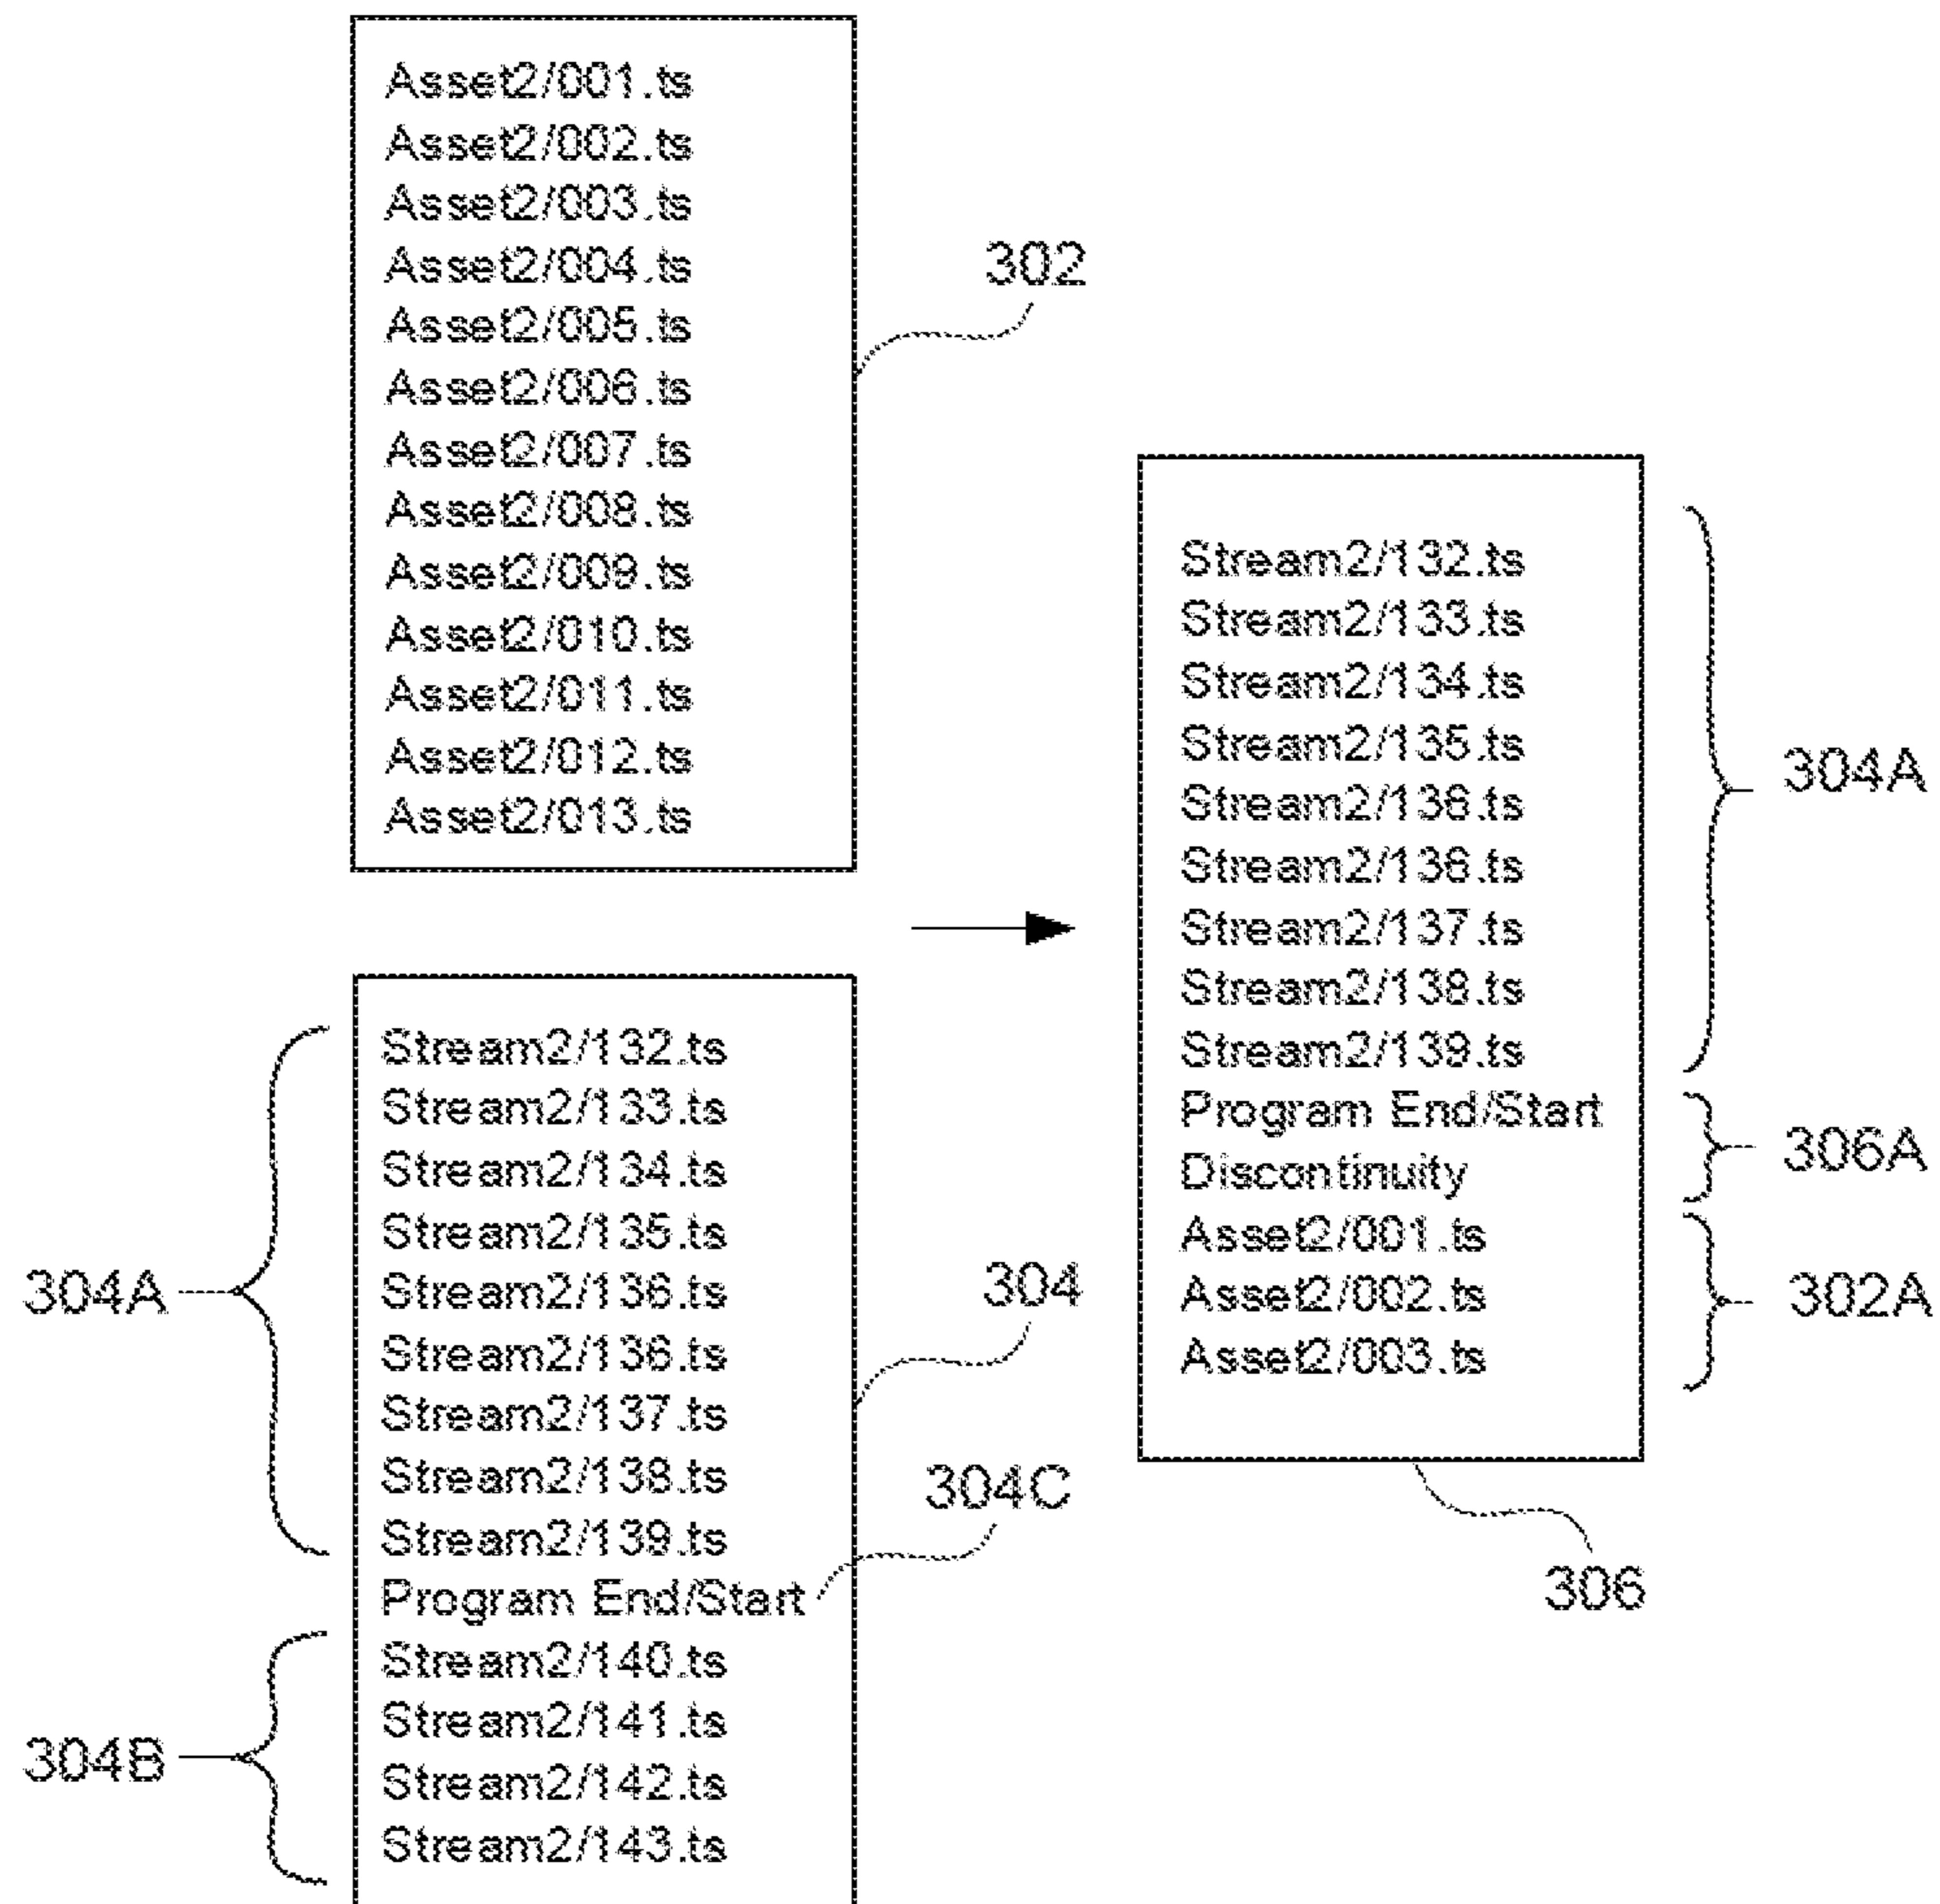 Asset2/001.ts
Asset2/002.ts
Asset2/003.ts
Asset2/004.ts
Asset2/005.ts
Asset2/006.ts
Asset2/007.ts
Asset2/008.ts
Asset2/009.ts
Asset2/010.ts
Asset2/011.ts
Asset2/012.ts
Asset2/013.ts
302
Stream2/132.ts
Stream2/133.ts
Stream2/134.ts
Stream2/135.ts
Stream2/136.ts
Stream2/136.ts
Stream2/137.ts
Stream2/138.ts
Stream2/139.ts
Program End/Start
Stream2/140.ts
Stream2/141.ts
Stream2/142.ts
Stream2/143.ts
304A
304B
304
304C
Stream2/132.ts
Stream2/133.ts
Stream2/134.ts
Stream2/135.ts
Stream2/136.ts
Stream2/136.ts
Stream2/137.ts
Stream2/138.ts
Stream2/139.ts
Program End/Start
Discontinuity
Asset2/001.ts
Asset2/002.ts
Asset2/003.ts
304A
306A
302A
306